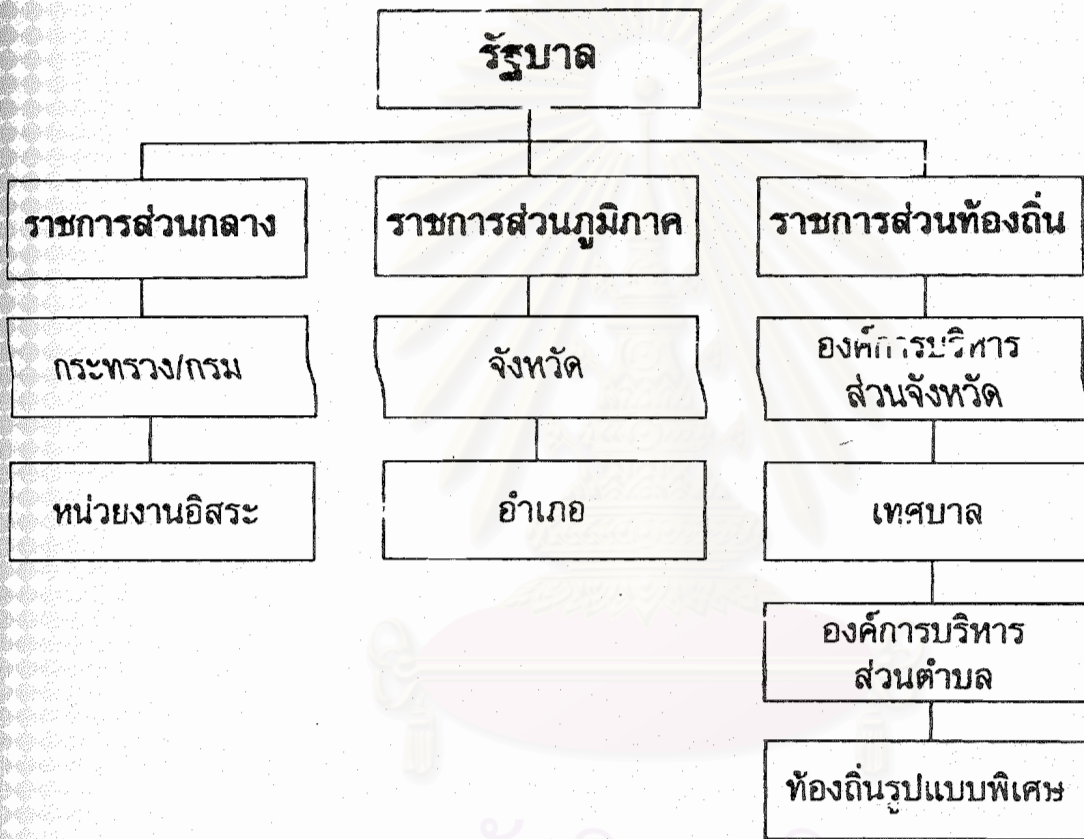 รัฐบาล
ราชการส่วนกลาง
ราชการส่วนภูมิภาค
ราชการส่วนท้องถิ่น
กระทรวง/กรม
จังหวัด
องค์การบริหาร
ส่วนจังหวัด
หน่วยงานอิสระ
อำเภอ
เทศบาล
องค์การบริหาร
ส่วนตำบล
ท้องถิ่นรูปแบบพิเศษ